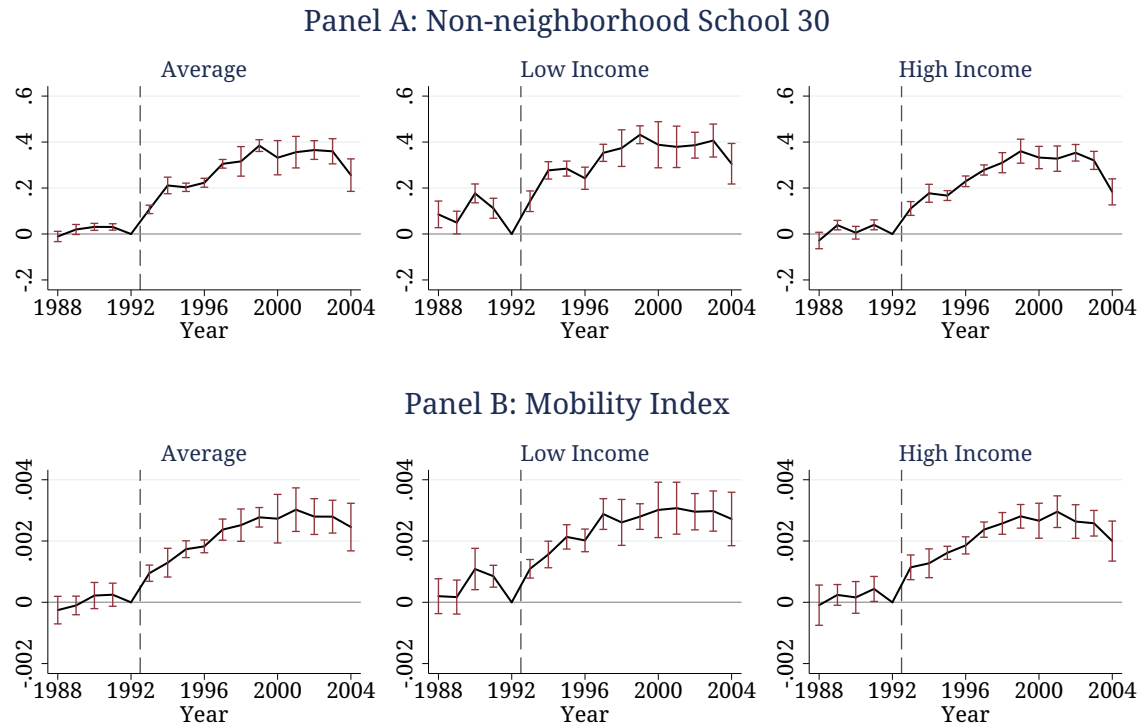 Panel A: Non-neighborhood School 30
Average Low Income High Income
.6 .6 .6
.4 .4 .4
.2 .2 .2
0 0 0
-.2 -.2 -.2
1988 1992 1996 2000 2004 1988 1992 1996 2000 2004 1988 1992 1996 2000 2004
Year Year Year
Panel B: Mobility Index
Average Low Income High Income
.004 .004 .004
.002 .002 .002
0 0 0
-.002 -.002 -.002
1988 1992 1996 2000 2004 1988 1992 1996 2000 2004 1988 1992 1996 2000 2004
Year Year Year